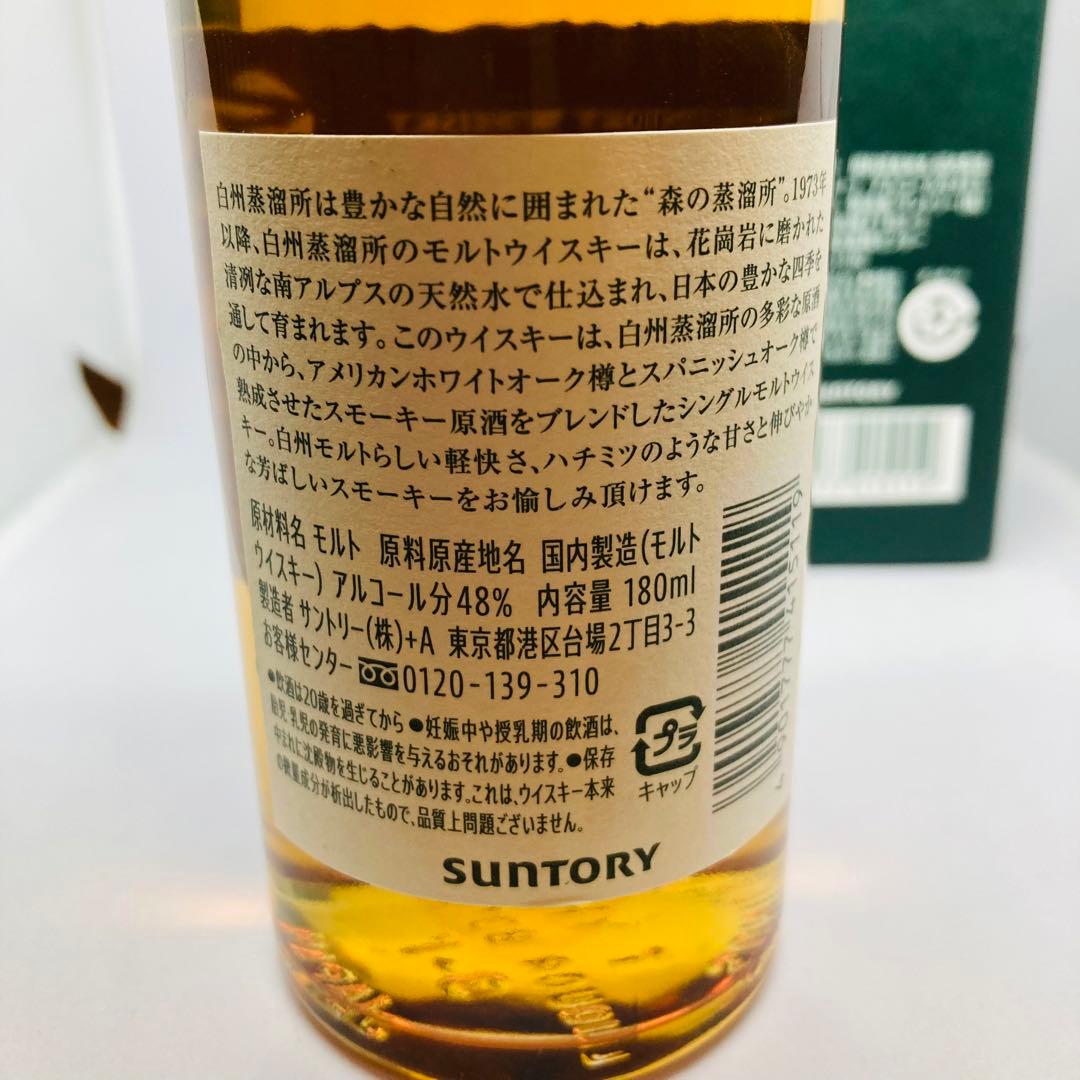 白州蒸溜所は豊かな自然に囲まれた“森の蒸溜所”。1973年
以降、白州蒸溜所のモルトウイスキーは、花崗岩に磨かれた
清冽な南アルプスの天然水で仕込まれ、日本の豊かな四季を
通して育まれます。このウイスキーは、白州蒸溜所の多彩な原酒
の中から、アメリカンホワイトオーク樽とスパニッシュオーク樽で
熟成させたスモーキー原酒をブレンドしたシングルモルトウイス
キー。白州モルトらしい軽快さ、ハチミツのような甘さと伸びやか
な芳ばしいスモーキーをお愉しみ頂けます。
原材料名 モルト 原料原産地名 国内製造(モルト
ウイスキー) アルコール分48% 内容量 180ml
製造者 サントリー(株)+A 東京都港区台場2丁目3-3
お客様センター 0120-139-310
●飲酒は20歳を過ぎてから ●妊娠中や授乳期の飲酒は、
胎児・乳児の発育に悪影響を与えるおそれがあります。●保存
中まれに沈殿物を生じることがあります。これは、ウイスキー本来
の微量成分が析出したもので、品質上問題ございません。
プラ
キャップ
SUNTORY